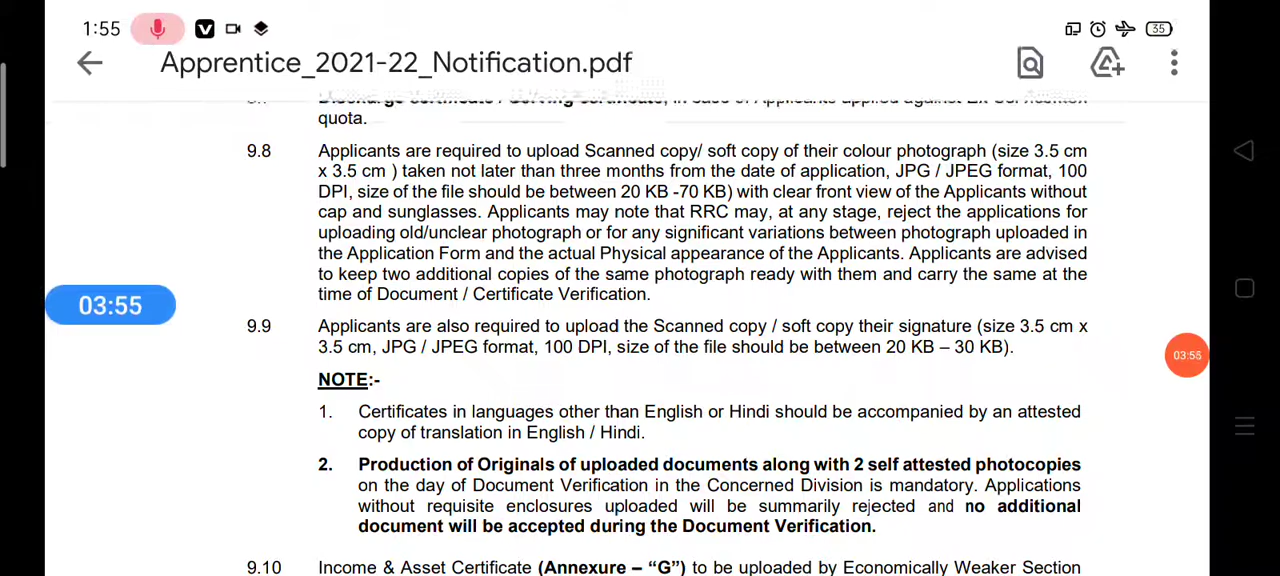 1:55
35
Apprentice_2021-22_Notification.pdf
quota.
9.8 Applicants are required to upload Scanned copy/ soft copy of their colour photograph (size 3.5 cm
x 3.5 cm ) taken not later than three months from the date of application, JPG / JPEG format, 100
DPI, size of the file should be between 20 KB -70 KB) with clear front view of the Applicants without
cap and sunglasses. Applicants may note that RRC may, at any stage, reject the applications for
uploading old/unclear photograph or for any significant variations between photograph uploaded in
the Application Form and the actual Physical appearance of the Applicants. Applicants are advised
to keep two additional copies of the same photograph ready with them and carry the same at the
time of Document / Certificate Verification.
03:55
9.9 Applicants are also required to upload the Scanned copy / soft copy their signature (size 3.5 cm x
3.5 cm, JPG / JPEG format, 100 DPI, size of the file should be between 20 KB – 30 KB).
03:55
NOTE:-
1. Certificates in languages other than English or Hindi should be accompanied by an attested
copy of translation in English / Hindi.
2. Production of Originals of uploaded documents along with 2 self attested photocopies
on the day of Document Verification in the Concerned Division is mandatory. Applications
without requisite enclosures uploaded will be summarily rejected and no additional
document will be accepted during the Document Verification.
9.10 Income & Asset Certificate (Annexure – “G”) to be uploaded by Economically Weaker Section